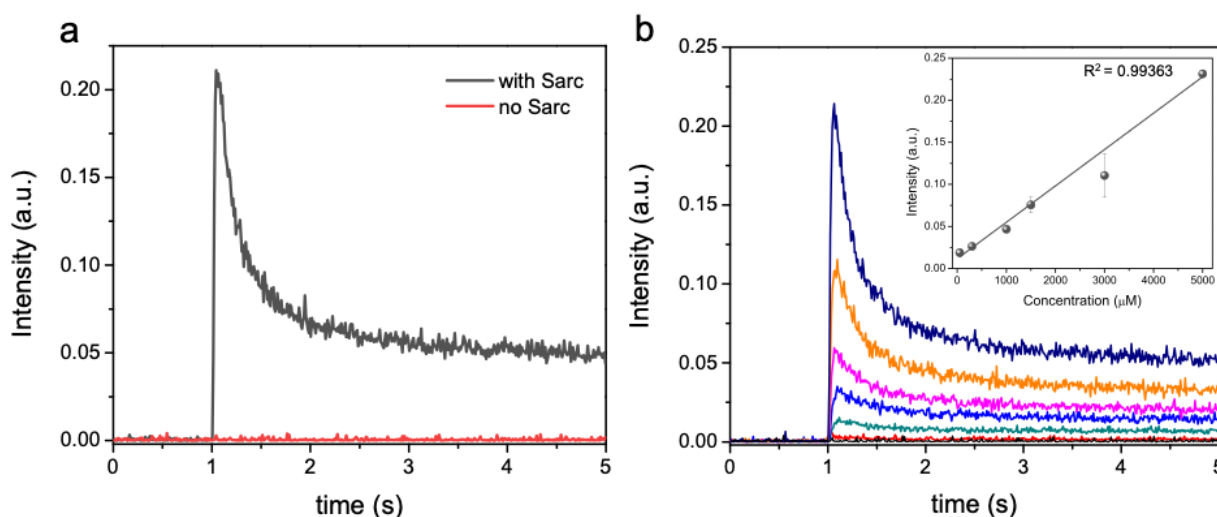 a
0.20
0.15
0.10
0.05
0.00
Intensity (a.u.)
with Sarc
no Sarc
0 1 2 3 4 5
time (s)
b
0.25
0.20
0.15
0.10
0.05
0.00
Intensity (a.u.)
0 1 2 3 4 5
time (s)
R² = 0.99363
0.25
0.20
0.15
0.10
0.05
0.00
Intensity (a.u.)
0 1000 2000 3000 4000 5000
Concentration (μM)